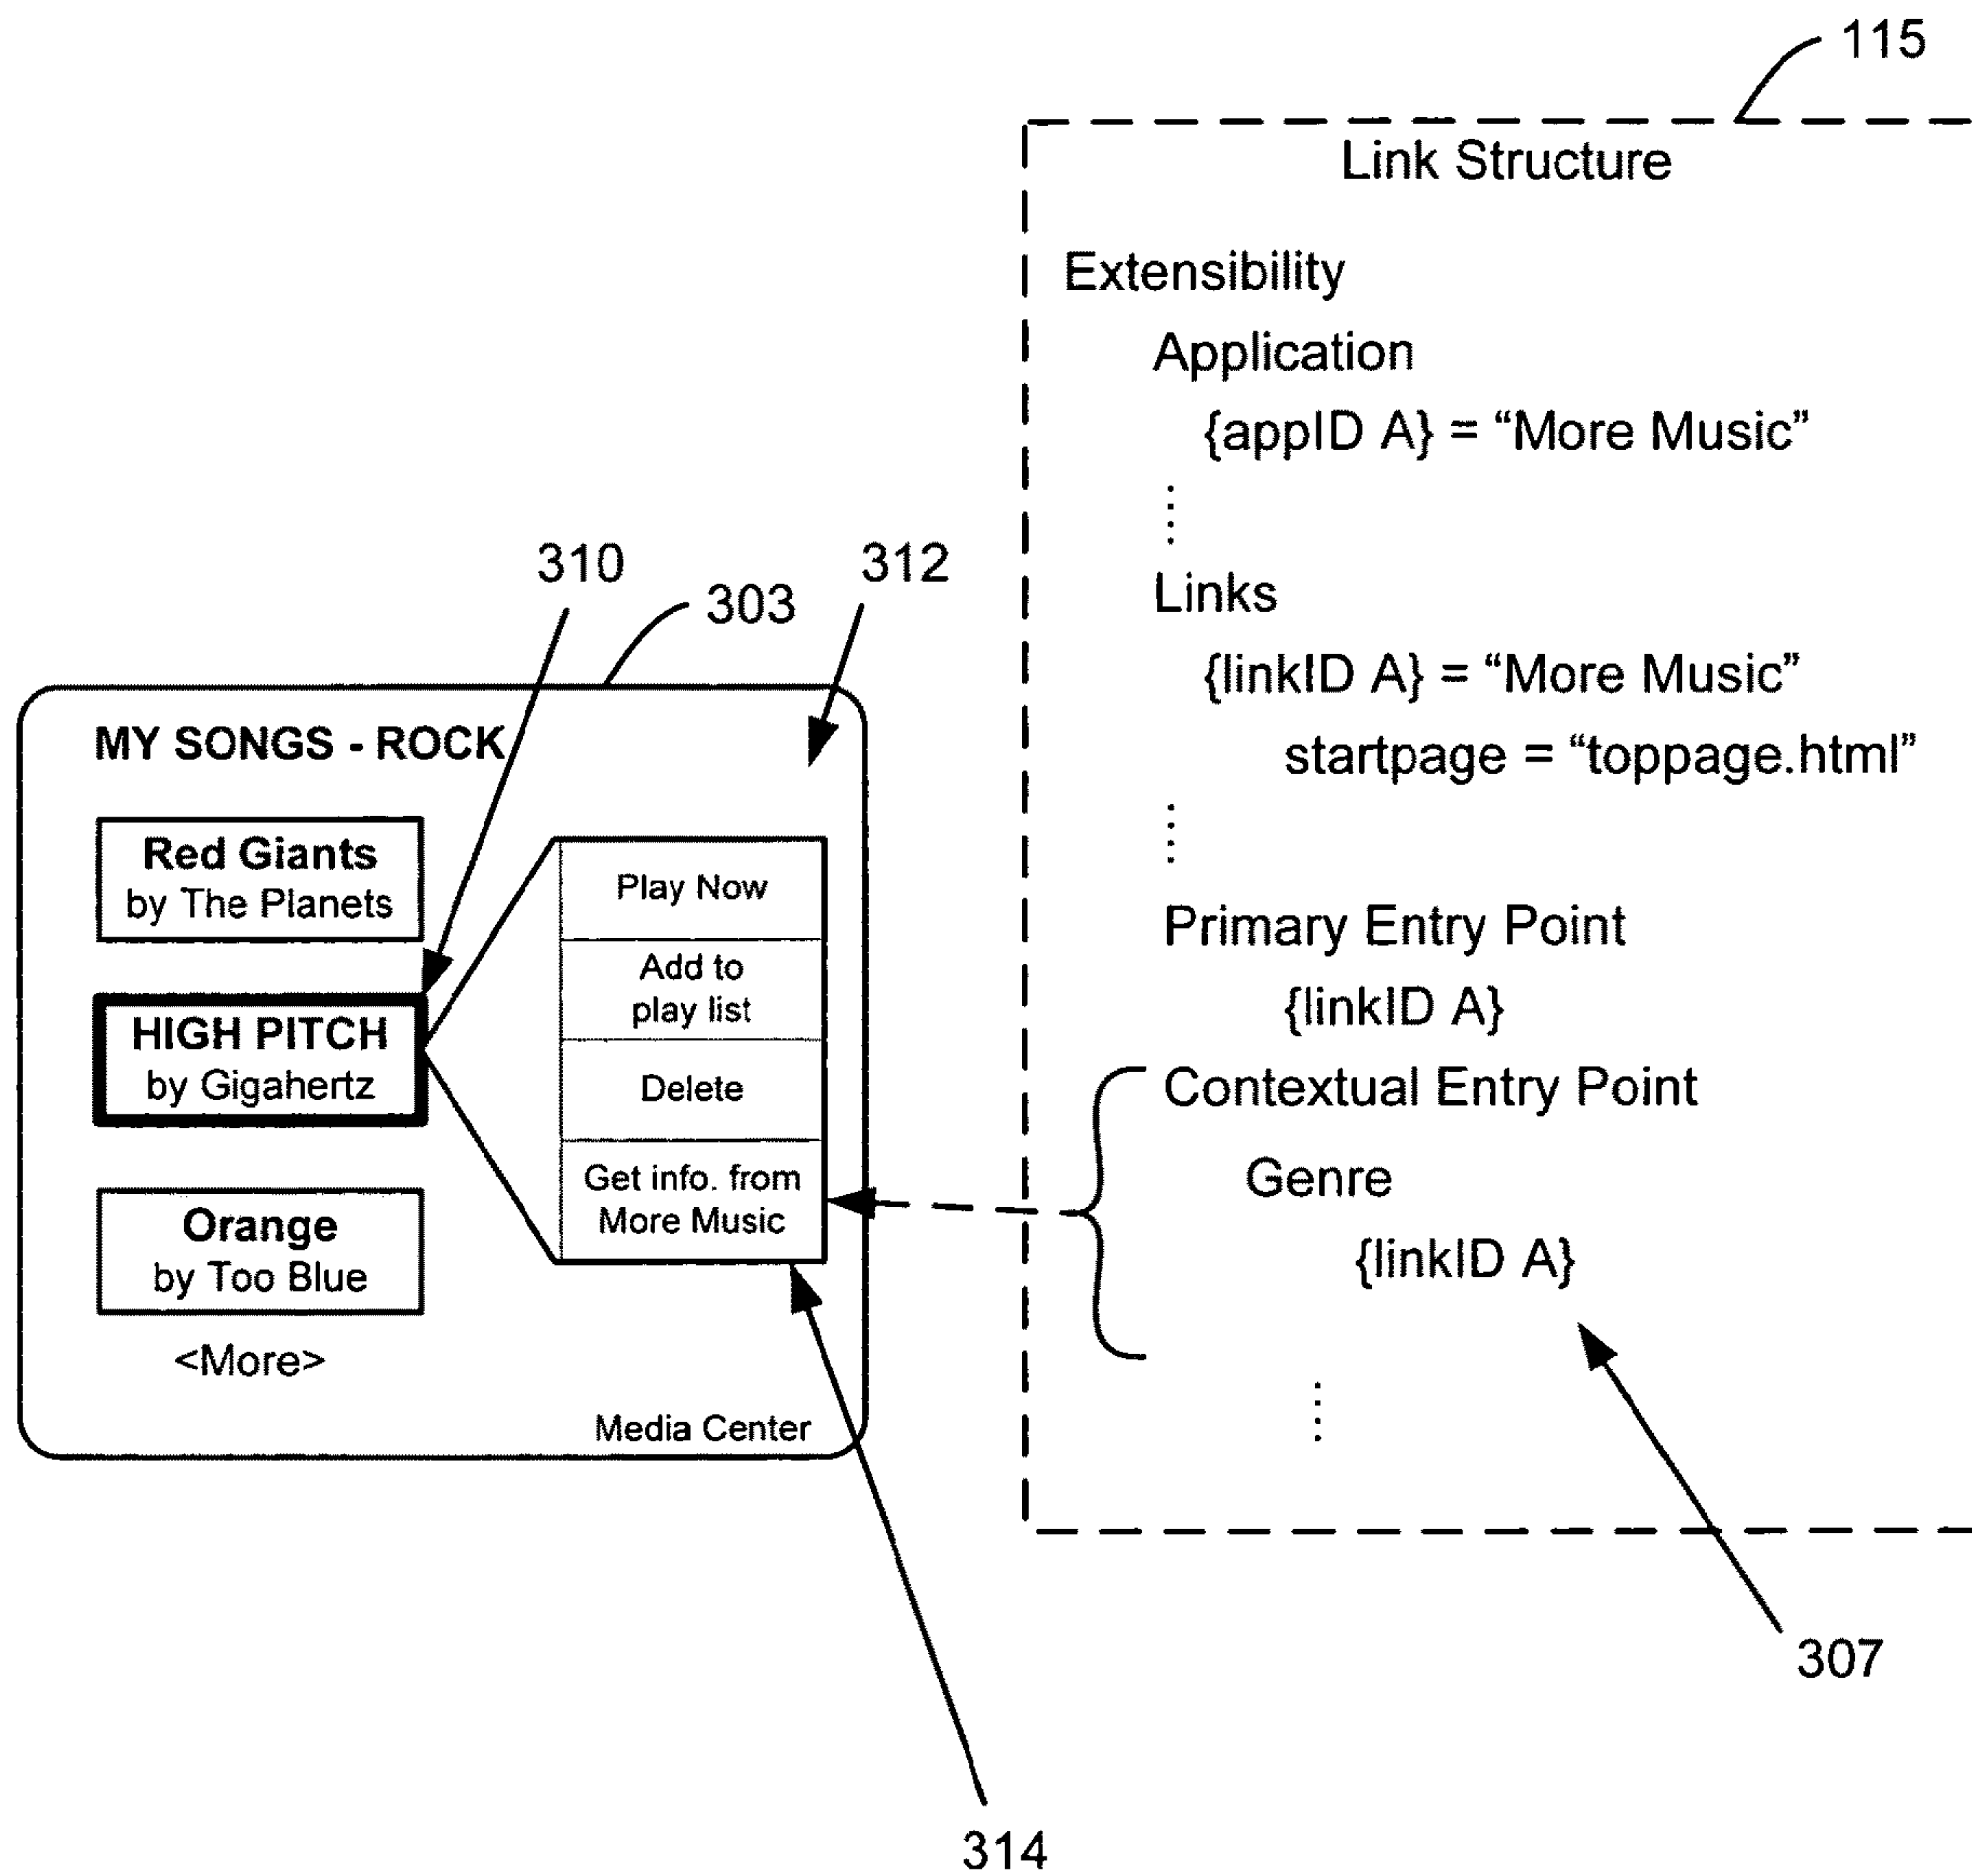 115
Link Structure
Extensibility
Application
{appID A} = “More Music”
Links
{linkID A} = “More Music”
startpage = “toppage.html”
Primary Entry Point
{linkID A}
Contextual Entry Point
Genre
{linkID A}
307
310
303
312
MY SONGS - ROCK
Red Giants
by The Planets
HIGH PITCH
by Gigahertz
Orange
by Too Blue
<More>
Play Now
Add to
play list
Delete
Get info. from
More Music
Media Center
314